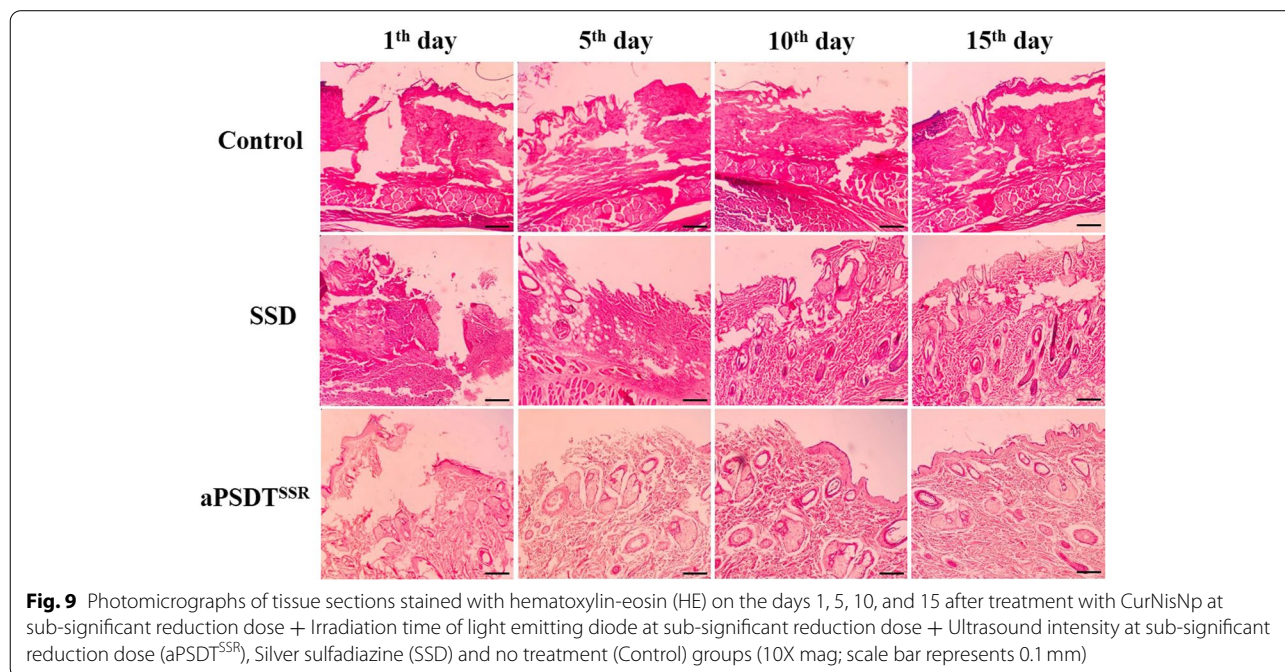 1th day 5th day 10th day 15th day
Control
SSD
aPSDTSSR
Fig. 9 Photomicrographs of tissue sections stained with hematoxylin-eosin (HE) on the days 1, 5, 10, and 15 after treatment with CurNisNp at
sub-significant reduction dose + Irradiation time of light emitting diode at sub-significant reduction dose + Ultrasound intensity at sub-significant
reduction dose (aPSDTSSR), Silver sulfadiazine (SSD) and no treatment (Control) groups (10X mag; scale bar represents 0.1 mm)